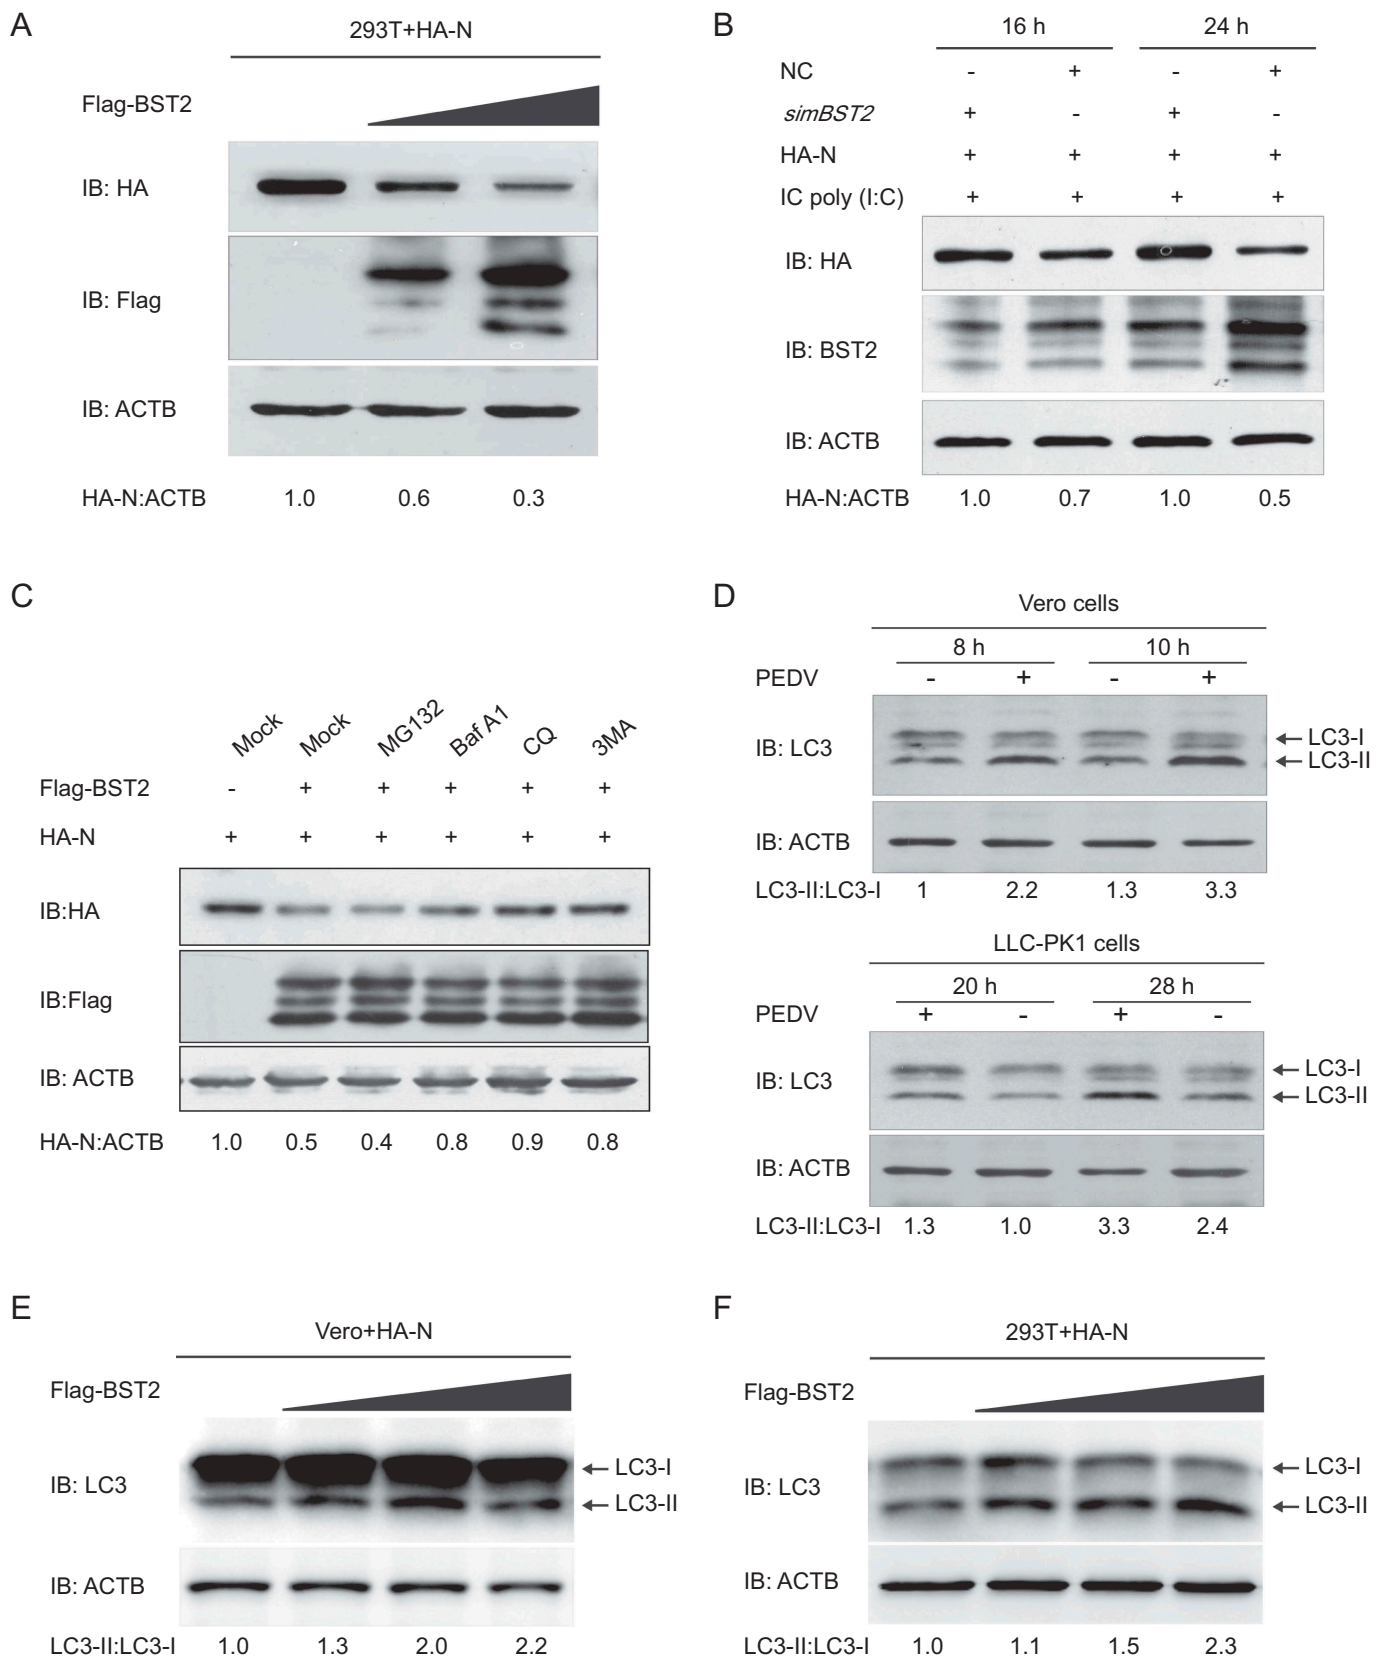 A
293T+HA-N
Flag-BST2
IB: HA
IB: Flag
IB: ACTB
HA-N:ACTB 1.0 0.6 0.3
B
16 h 24 h
NC - + - +
simBST2 + - + -
HA-N + + + +
IC poly (I:C) + + + +
IB: HA
IB: BST2
IB: ACTB
HA-N:ACTB 1.0 0.7 1.0 0.5
C
Mock Mock MG132 Baf A1 CQ 3MA
Flag-BST2 - + + + + +
HA-N + + + + + +
IB:HA
IB:Flag
IB: ACTB
HA-N:ACTB 1.0 0.5 0.4 0.8 0.9 0.8
D
Vero cells
8 h 10 h
PEDV - + - +
IB: LC3
LC3-I
LC3-II
IB: ACTB
LC3-II:LC3-I 1 2.2 1.3 3.3
LLC-PK1 cells
20 h 28 h
PEDV + - + -
IB: LC3
LC3-I
LC3-II
IB: ACTB
LC3-II:LC3-I 1.3 1.0 3.3 2.4
E
Vero+HA-N
Flag-BST2
IB: LC3
LC3-I
LC3-II
IB: ACTB
LC3-II:LC3-I 1.0 1.3 2.0 2.2
F
293T+HA-N
Flag-BST2
IB: LC3
LC3-I
LC3-II
IB: ACTB
LC3-II:LC3-I 1.0 1.1 1.5 2.3